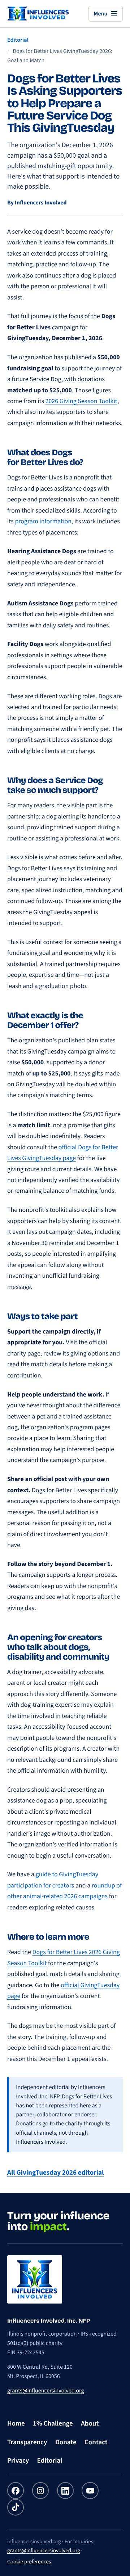 INFLUENCERS
INVOLVED
Menu
Editorial
Dogs for Better Lives GivingTuesday 2026:
Goal and Match
Dogs for Better Lives
Is Asking Supporters
to Help Prepare a
Future Service Dog
This GivingTuesday
The organization's December 1, 2026
campaign has a $50,000 goal and a
published matching-gift opportunity.
Here's what that support is intended to
make possible.
By Influencers Involved
A service dog doesn't become ready for
work when it learns a few commands. It
takes an extended process of training,
matching, practice and follow-up. The
work also continues after a dog is placed
with the person or professional it will
assist.
That full journey is the focus of the Dogs
for Better Lives campaign for
GivingTuesday, December 1, 2026.
The organization has published a $50,000
fundraising goal to support the journey of
a future Service Dog, with donations
matched up to $25,000. Those figures
come from its 2026 Giving Season Toolkit,
which also invites supporters to share
campaign information with their networks.
What does Dogs
for Better Lives do?
Dogs for Better Lives is a nonprofit that
trains and places assistance dogs with
people and professionals who can benefit
from their specialized skills. According to
its program information, its work includes
three types of placements:
Hearing Assistance Dogs are trained to
alert people who are deaf or hard of
hearing to everyday sounds that matter for
safety and independence.
Autism Assistance Dogs perform trained
tasks that can help eligible children and
families with daily safety and routines.
Facility Dogs work alongside qualified
professionals in settings where those
professionals support people in vulnerable
circumstances.
These are different working roles. Dogs are
selected and trained for particular needs;
the process is not simply a matter of
matching someone with a friendly pet. The
nonprofit says it places assistance dogs
with eligible clients at no charge.
Why does a Service Dog
take so much support?
For many readers, the visible part is the
partnership: a dog alerting its handler to a
sound, providing trained support during a
routine or assisting a professional at work.
Less visible is what comes before and after.
Dogs for Better Lives says its training and
placement journey includes veterinary
care, specialized instruction, matching and
continued follow-up. Those are among the
areas the GivingTuesday appeal is
intended to support.
This is useful context for someone seeing a
round fundraising goal and wondering why
it is substantial. A trained partnership requires
people, expertise and time—not just a
leash and a graduation photo.
What exactly is the
December 1 offer?
The organization's published plan states
that its GivingTuesday campaign aims to
raise $50,000, supported by a donor
match of up to $25,000. It says gifts made
on GivingTuesday will be doubled within
the campaign's matching terms.
The distinction matters: the $25,000 figure
is a match limit, not a promise that gifts
will be doubled indefinitely. Readers
should consult the official Dogs for Better
Lives GivingTuesday page for the live
giving form and current details. We have
not independently verified the availability
or remaining balance of matching funds.
The nonprofit's toolkit also explains how
supporters can help share its own story.
It lists campaign dates and ideas, including
a November 30 reminder and December 1
posts, so people interested in amplifying
the appeal can follow along without
inventing an unofficial fundraising
message.
Ways to take part
Support the campaign directly, if
appropriate for you. Visit the official
charity page, review its giving options and
read the campaign details before making a
contribution.
Help people understand the work. If
you've never thought about the difference
between a pet and a trained assistance
dog, the organization's program pages
provide a place to learn. Sharing that
explanation may help someone else
understand the campaign's purpose.
Share an official post with your own
context. Dogs for Better Lives specifically
encourages supporters to share campaign
messages. The useful addition is a
personal reason for passing it on, not a
claim of direct involvement you don't
have.
Follow the story beyond December 1.
The campaign supports a longer process.
Readers can keep up with the nonprofit's
programs and see what it reports after the
giving day.
An opening for creators
who talk about dogs,
disability and community
A dog trainer, accessibility advocate,
parent or local creator might each
approach this story differently. Someone
with dog-training expertise may explain
the time involved in teaching reliable
tasks. An accessibility-focused account
may point people toward the nonprofit's
description of its programs. A creator with
no relevant background can simply share
the official information with humility.
Creators should avoid presenting a
service dog as an inspirational prop,
speculating about a person's private
medical circumstances or posting an
individual handler's image without
authorization. The organization's verified
information is enough to begin a useful
conversation.
We have a guide to GivingTuesday
participation for creators and a roundup of
other animal-related 2026 campaigns for
readers exploring related causes.
Where to learn more
Read the Dogs for Better Lives 2026 Giving
Season Toolkit for the campaign's
published goal, match details and sharing
guidance. Go to the official GivingTuesday
page for the organization's current
fundraising information.
The dogs may be the most visible part of
the story. The training, follow-up and
people behind each placement are the
reason this December 1 appeal exists.
Independent editorial by Influencers
Involved, Inc. NFP. Dogs for Better Lives
has not been represented here as a
partner, collaborator or endorser.
Donations go to the charity through its
official channels, not through
Influencers Involved.
All GivingTuesday 2026 editorial
Turn your influence
into impact.
INFLUENCERS
INVOLVED
Influencers Involved, Inc. NFP
Illinois nonprofit corporation · IRS-recognized
501(c)(3) public charity
EIN 39-2242545
800 W Central Rd, Suite 120
Mt. Prospect, IL 60056
grants@influencersinvolved.org
Home 1% Challenge About
Transparency Donate Contact
Privacy Editorial
influencersinvolved.org · For inquiries:
grants@influencersinvolved.org
Cookie preferences